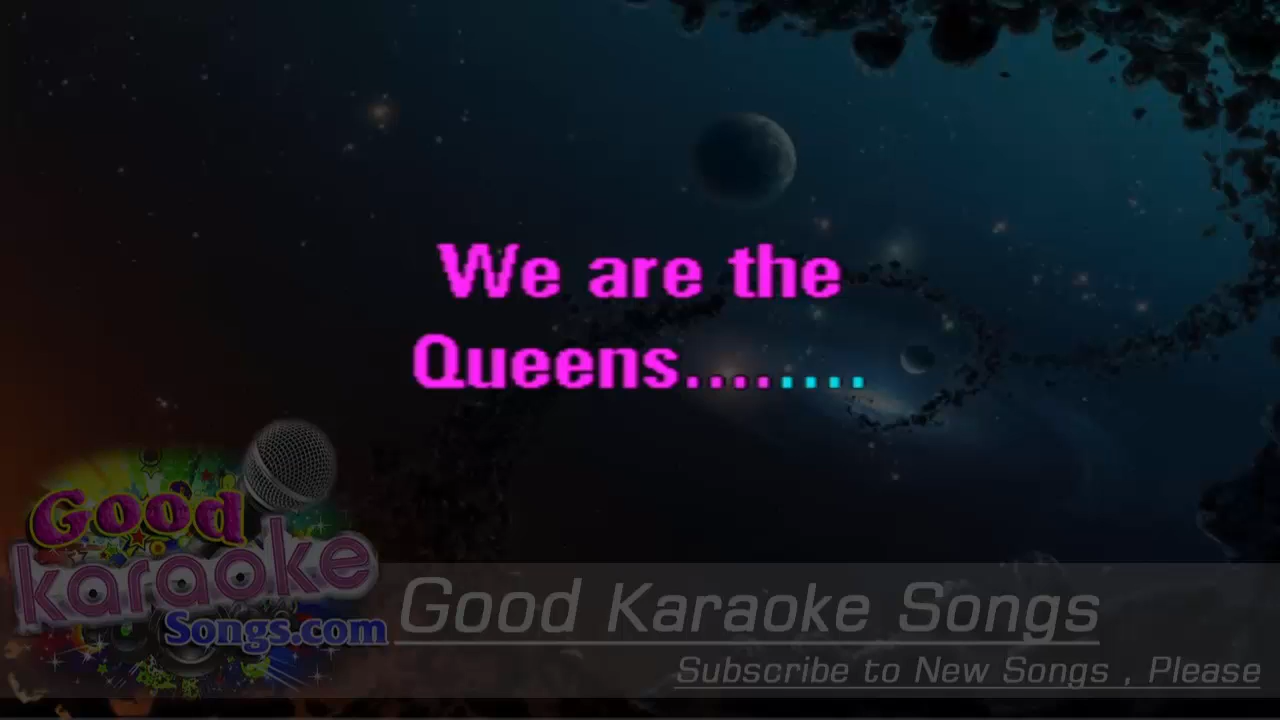 We are the
Queens........
Good
karaoke
Songs.com
Good Karaoke Songs
Subscribe to New Songs , Please